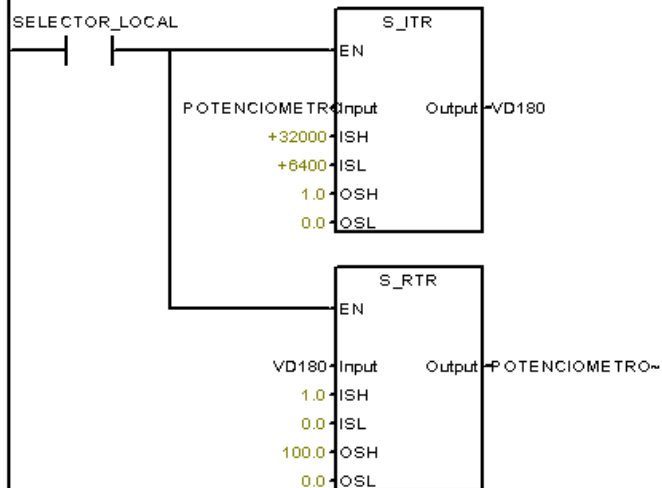 SELECTOR_LOCAL
S_ITR
EN
POTENCIOMETRO Input Output VD180
+32000 ISH
+6400 ISL
1.0 OSH
0.0 OSL
S_RTR
EN
VD180 Input Output POTENCIOMETRO~
1.0 ISH
0.0 ISL
100.0 OSH
0.0 OSL